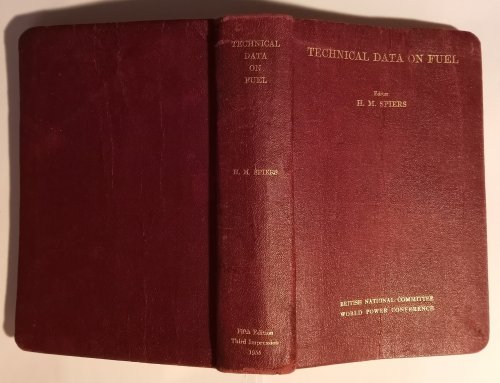 TECHNICAL
DATA
ON
FUEL
H. M. SPIERS
Fifth Edition
Third Impression
TECHNICAL DATA ON FUEL
Editor
H. M. SPIERS
BRITISH NATIONAL COMMITTEE
WORLD POWER CONFERENCE